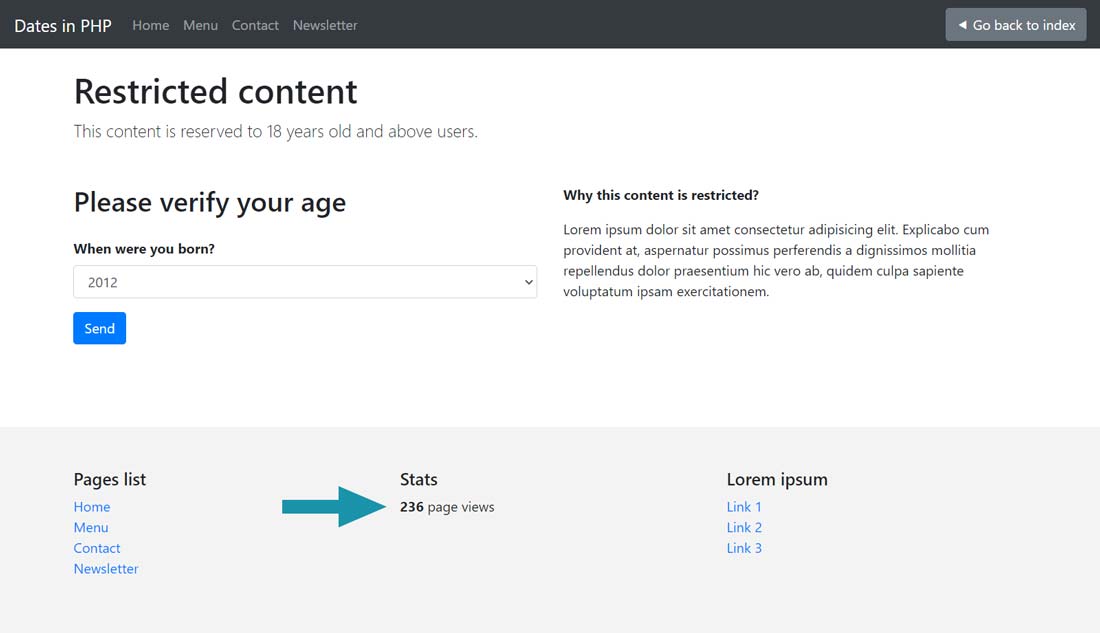 Dates in PHP Home Menu Contact Newsletter ◄ Go back to index
Restricted content
This content is reserved to 18 years old and above users.
Please verify your age
When were you born?
2012
Send
Why this content is restricted?
Lorem ipsum dolor sit amet consectetur adipisicing elit. Explicabo cum
provident at, aspernatur possimus perferendis a dignissimos mollitia
repellendus dolor praesentium hic vero ab, quidem culpa sapiente
voluptatum ipsam exercitationem.
Pages list
Home
Menu
Contact
Newsletter
Stats
236 page views
Lorem ipsum
Link 1
Link 2
Link 3